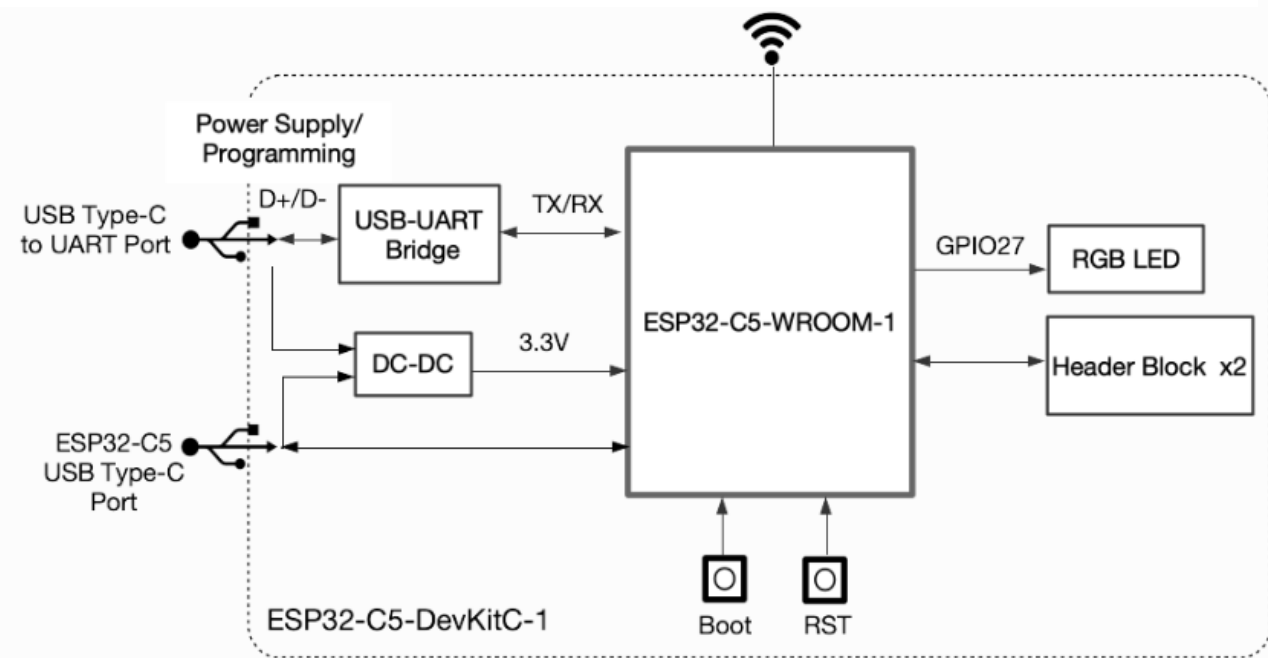 Power Supply/
Programming
USB Type-C
to UART Port
D+/D-
USB-UART
Bridge
TX/RX
DC-DC
3.3V
ESP32-C5
USB Type-C
Port
ESP32-C5-WROOM-1
GPIO27
RGB LED
Header Block x2
Boot
RST
ESP32-C5-DevKitC-1